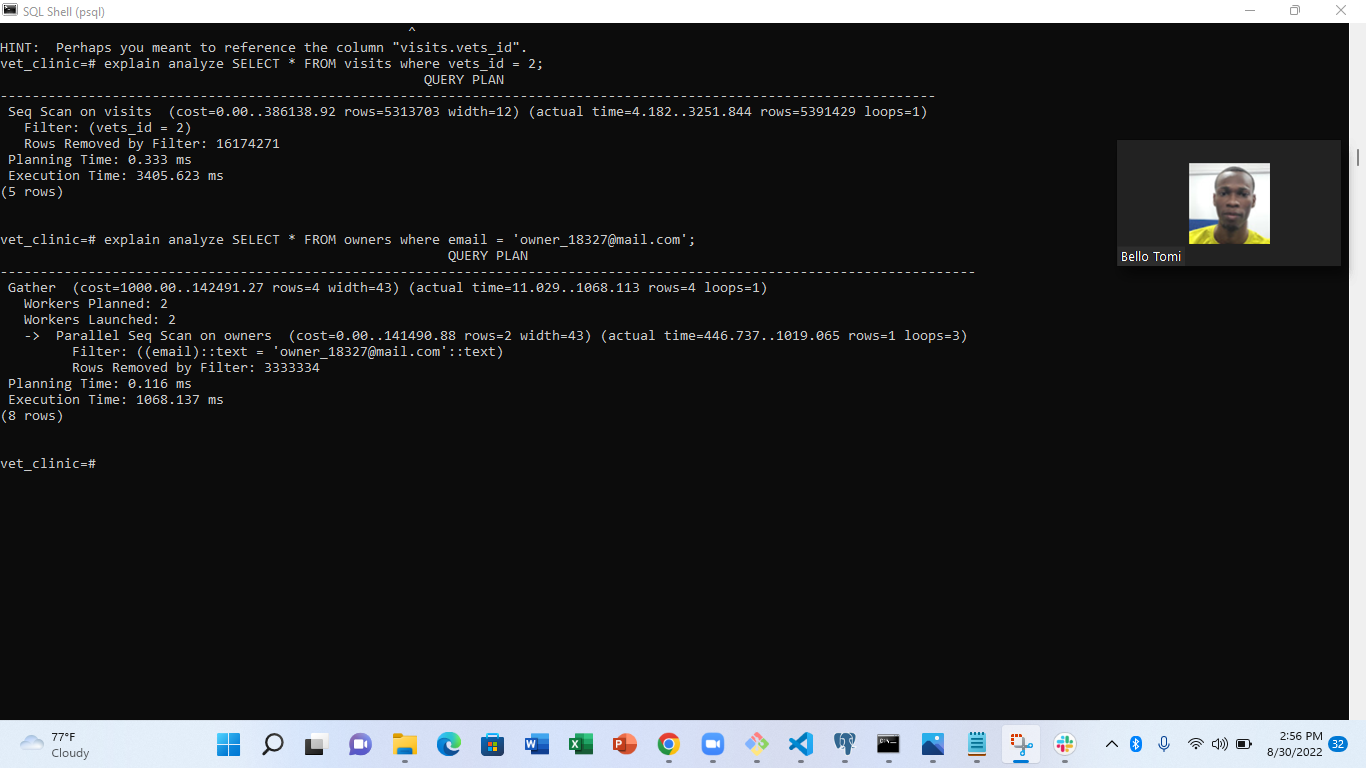 SQL Shell (psql)
^
HINT:  Perhaps you meant to reference the column "visits.vets_id".
vet_clinic=# explain analyze SELECT * FROM visits where vets_id = 2;
QUERY PLAN
---------------------------------------------------------------------------------------------------------------------
Seq Scan on visits  (cost=0.00..386138.92 rows=5313703 width=12) (actual time=4.182..3251.844 rows=5391429 loops=1)
Filter: (vets_id = 2)
Rows Removed by Filter: 16174271
Planning Time: 0.333 ms
Execution Time: 3405.623 ms
(5 rows)
vet_clinic=# explain analyze SELECT * FROM owners where email = 'owner_18327@mail.com';
QUERY PLAN
--------------------------------------------------------------------------------------------------------------------------
Gather  (cost=1000.00..142491.27 rows=4 width=43) (actual time=11.029..1068.113 rows=4 loops=1)
Workers Planned: 2
Workers Launched: 2
->  Parallel Seq Scan on owners  (cost=0.00..141490.88 rows=2 width=43) (actual time=446.737..1019.065 rows=1 loops=3)
Filter: ((email)::text = 'owner_18327@mail.com'::text)
Rows Removed by Filter: 3333334
Planning Time: 0.116 ms
Execution Time: 1068.137 ms
(8 rows)
vet_clinic=#
Bello Tomi
77°F
Cloudy
2:56 PM
8/30/2022
32